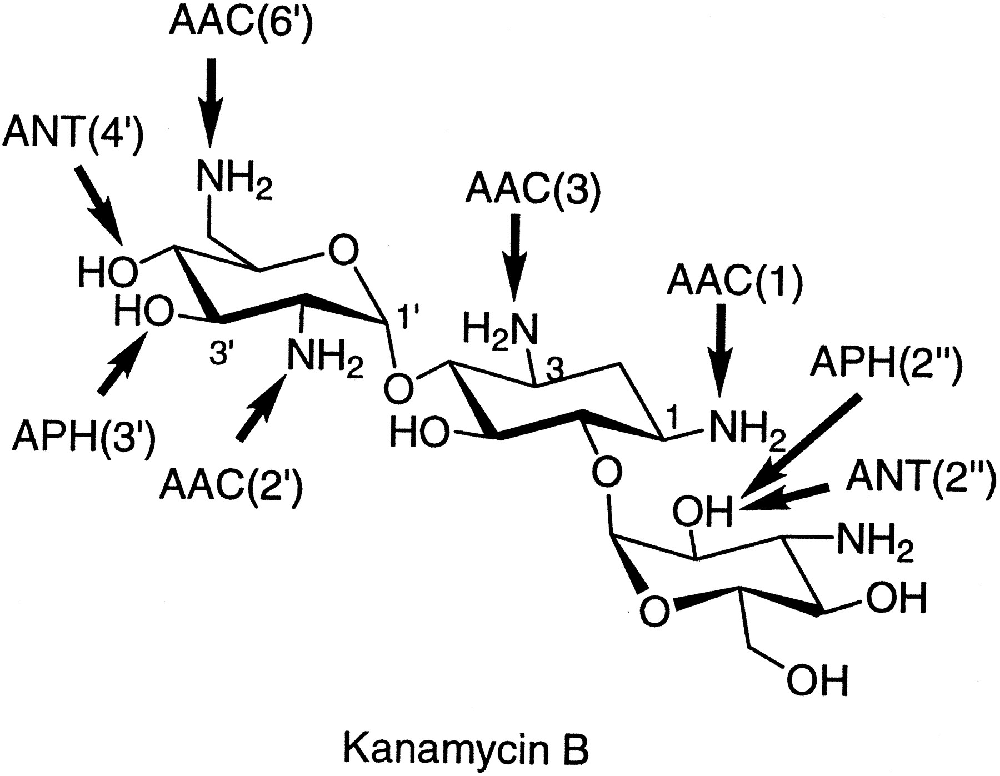 AAC(6')
ANT(4')
NH2
AAC(3)
O
HO
AAC(1)
HO
1'
H2N
3'
NH2
3
APH(2'')
O
APH(3')
HO
1
NH2
AAC(2')
O
ANT(2'')
OH
NH2
O
OH
OH
Kanamycin B